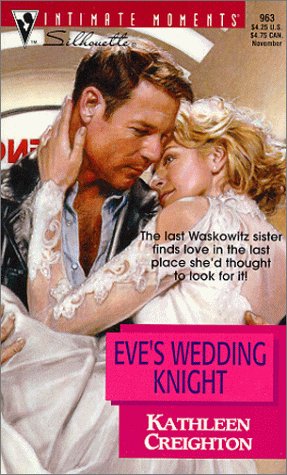 INTIMATE MOMENTS®
™ Silhouette®
963
$4.25 U.S.
$4.75 CAN.
November
The last Waskowitz sister
finds love in the last
place she'd thought
to look for it!
EVE'S WEDDING
KNIGHT
KATHLEEN
CREIGHTON